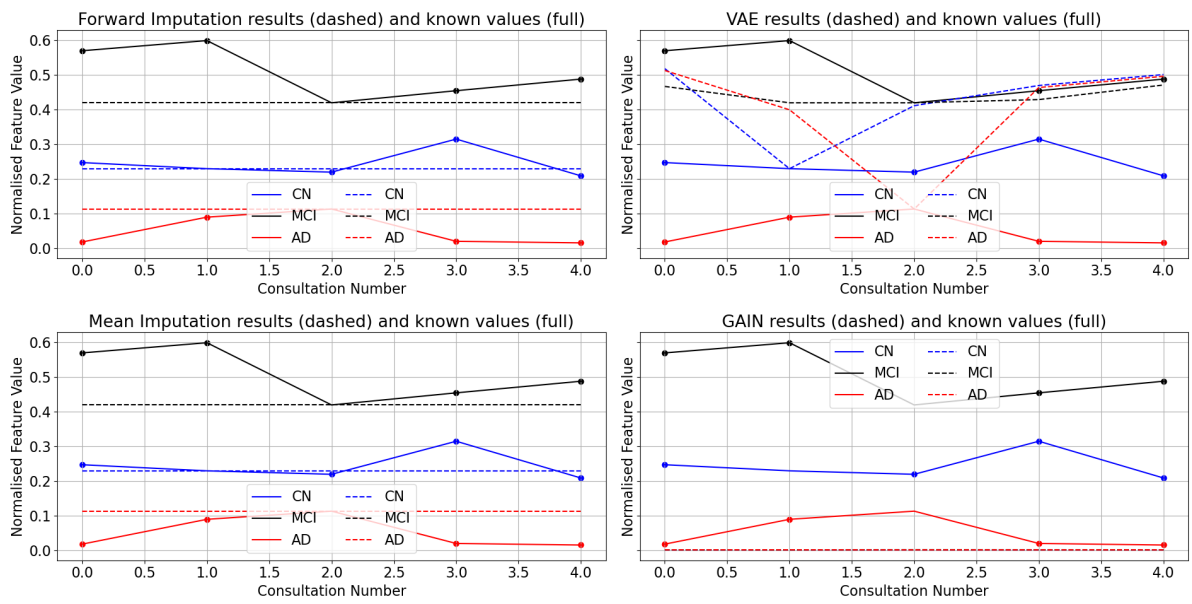 Forward Imputation results (dashed) and known values (full)
Normalised Feature Value
0.6
0.5
0.4
0.3
0.2
0.1
0.0
CN CN
MCI MCI
AD AD
0.0 0.5 1.0 1.5 2.0 2.5 3.0 3.5 4.0
Consultation Number
VAE results (dashed) and known values (full)
Normalised Feature Value
CN CN
MCI MCI
AD AD
0.0 0.5 1.0 1.5 2.0 2.5 3.0 3.5 4.0
Consultation Number
Mean Imputation results (dashed) and known values (full)
Normalised Feature Value
0.6
0.5
0.4
0.3
0.2
0.1
0.0
CN CN
MCI MCI
AD AD
0.0 0.5 1.0 1.5 2.0 2.5 3.0 3.5 4.0
Consultation Number
GAIN results (dashed) and known values (full)
Normalised Feature Value
CN CN
MCI MCI
AD AD
0.0 0.5 1.0 1.5 2.0 2.5 3.0 3.5 4.0
Consultation Number